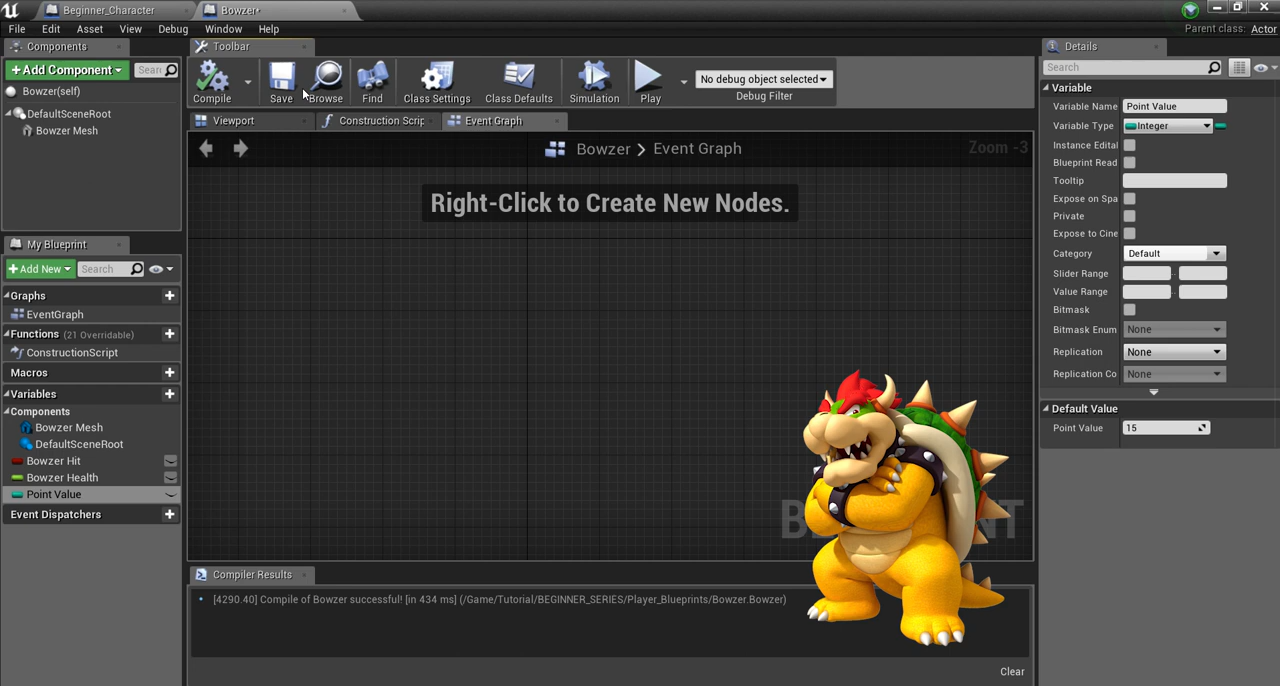 Beginner_Character
Bowzer•
File Edit Asset View Debug Window Help
Parent class: Actor
Components
+ Add Component
Sear
Bowzer(self)
DefaultSceneRoot
Bowzer Mesh
My Blueprint
+ Add New
Search
Graphs
EventGraph
Functions (21 Overridable)
ConstructionScript
Macros
Variables
Components
Bowzer Mesh
DefaultSceneRoot
Bowzer Hit
Bowzer Health
Point Value
Event Dispatchers
Toolbar
Compile
Save
Browse
Find
Class Settings
Class Defaults
Simulation
Play
No debug object selected
Debug Filter
Viewport
Construction Scrip
Event Graph
Bowzer > Event Graph
Zoom -3
Right-Click to Create New Nodes.
Compiler Results
• [4290.40] Compile of Bowzer successful! [in 434 ms] (/Game/Tutorial/BEGINNER_SERIES/Player_Blueprints/Bowzer.Bowzer)
Clear
Details
Search
Variable
Variable Name Point Value
Variable Type Integer
Instance Edital
Blueprint Read
Tooltip
Expose on Spa
Private
Expose to Cine
Category Default
Slider Range
Value Range
Bitmask
Bitmask Enum None
Replication None
Replication Co None
Default Value
Point Value 15